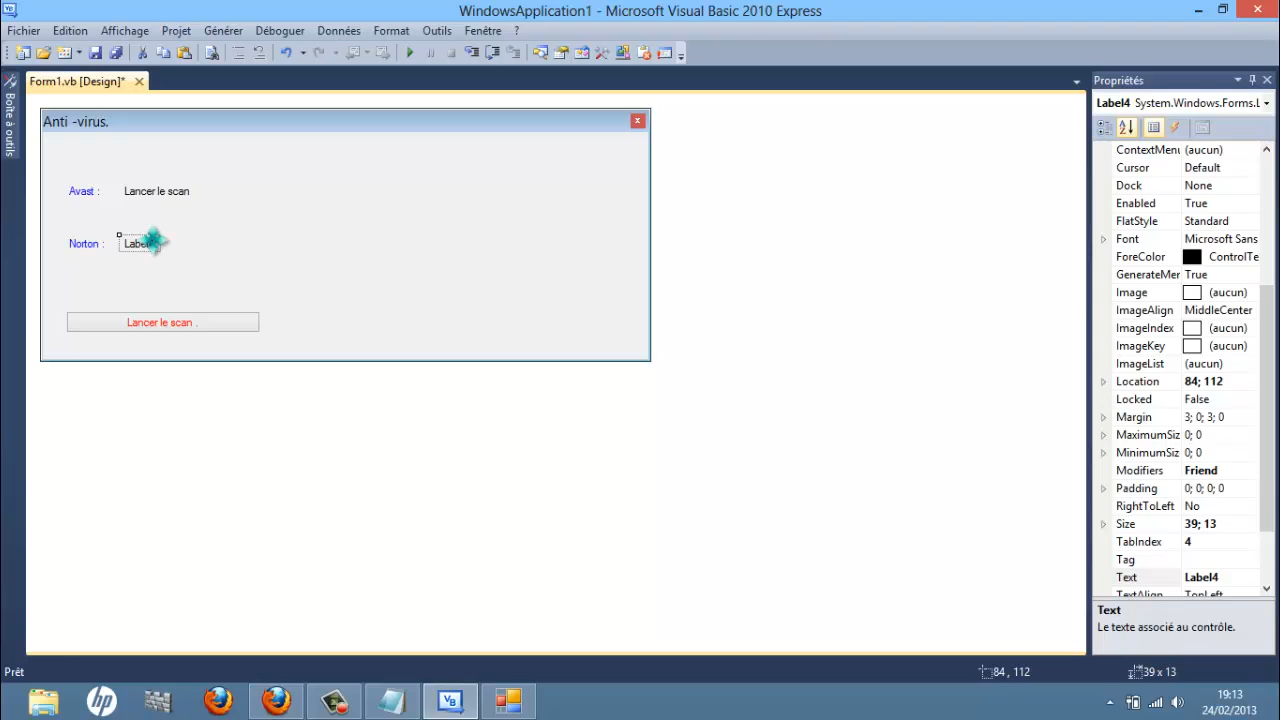 WindowsApplication1 - Microsoft Visual Basic 2010 Express
Fichier Edition Affichage Projet Générer Déboguer Données Format Outils Fenêtre ?
Form1.vb [Design]*
Boîte à outils
Anti -virus.
Avast : Lancer le scan
Norton :
Lancer le scan .
Propriétés
Label4 System.Windows.Forms.L
ContextMenu (aucun)
Cursor Default
Dock None
Enabled True
FlatStyle Standard
Font Microsoft Sans
ForeColor ControlTe
GenerateMer True
Image (aucun)
ImageAlign MiddleCenter
ImageIndex (aucun)
ImageKey (aucun)
ImageList (aucun)
Location 84; 112
Locked False
Margin 3; 0; 3; 0
MaximumSiz 0; 0
MinimumSiz 0; 0
Modifiers Friend
Padding 0; 0; 0; 0
RightToLeft No
Size 39; 13
TabIndex 4
Tag
Text Label4
TextAlign TopLeft
Text
Le texte associé au contrôle.
Prêt 84 , 112 39 x 13
hp VB
19:13
24/02/2013